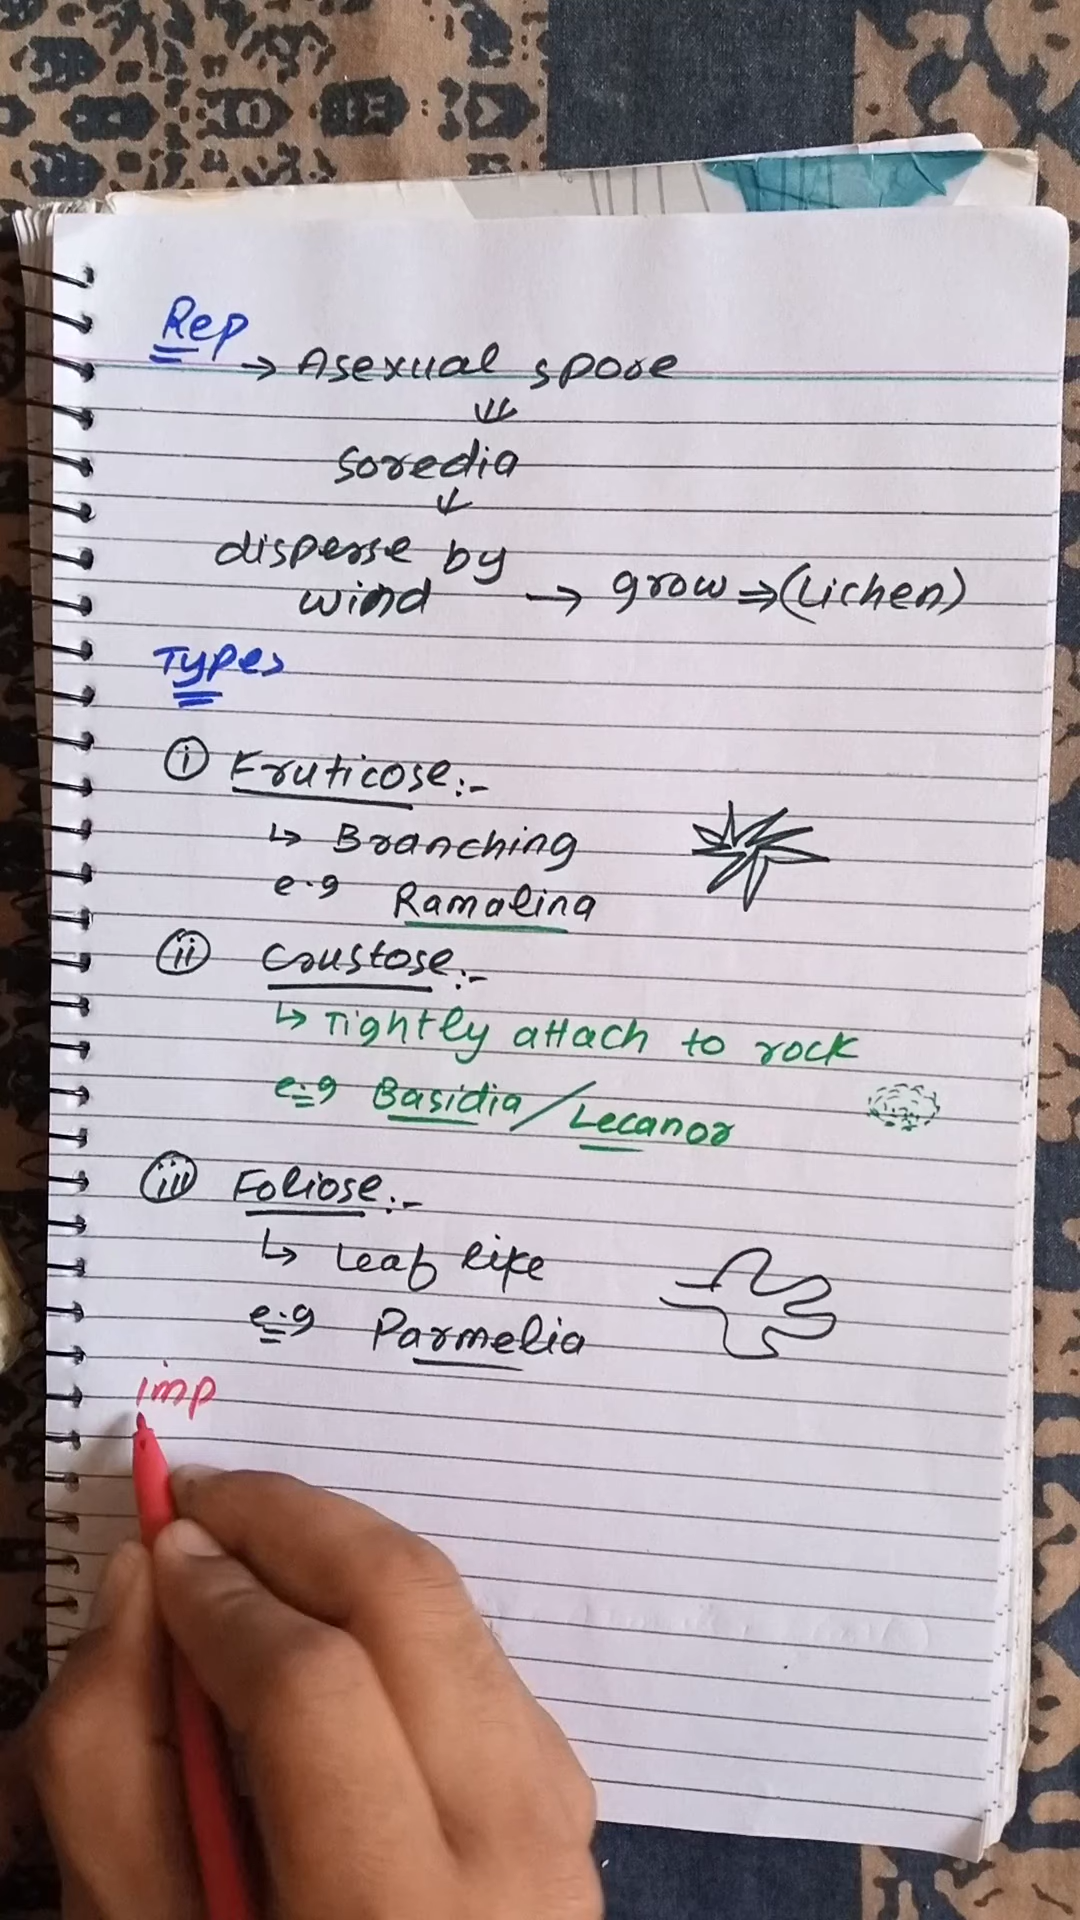 Rep
→ Asexual spore
soredia
disperse by
wind → grow ⇒ (Lichen)
Types
(i) Fruticose:-
↳ Branching
e.g Ramalina
(ii) Crustose:-
↳ Tightly attach to rock
e.g Basidia / Lecanor
(iii) Foliose:-
↳ Leaf like
e.g Parmelia
imp